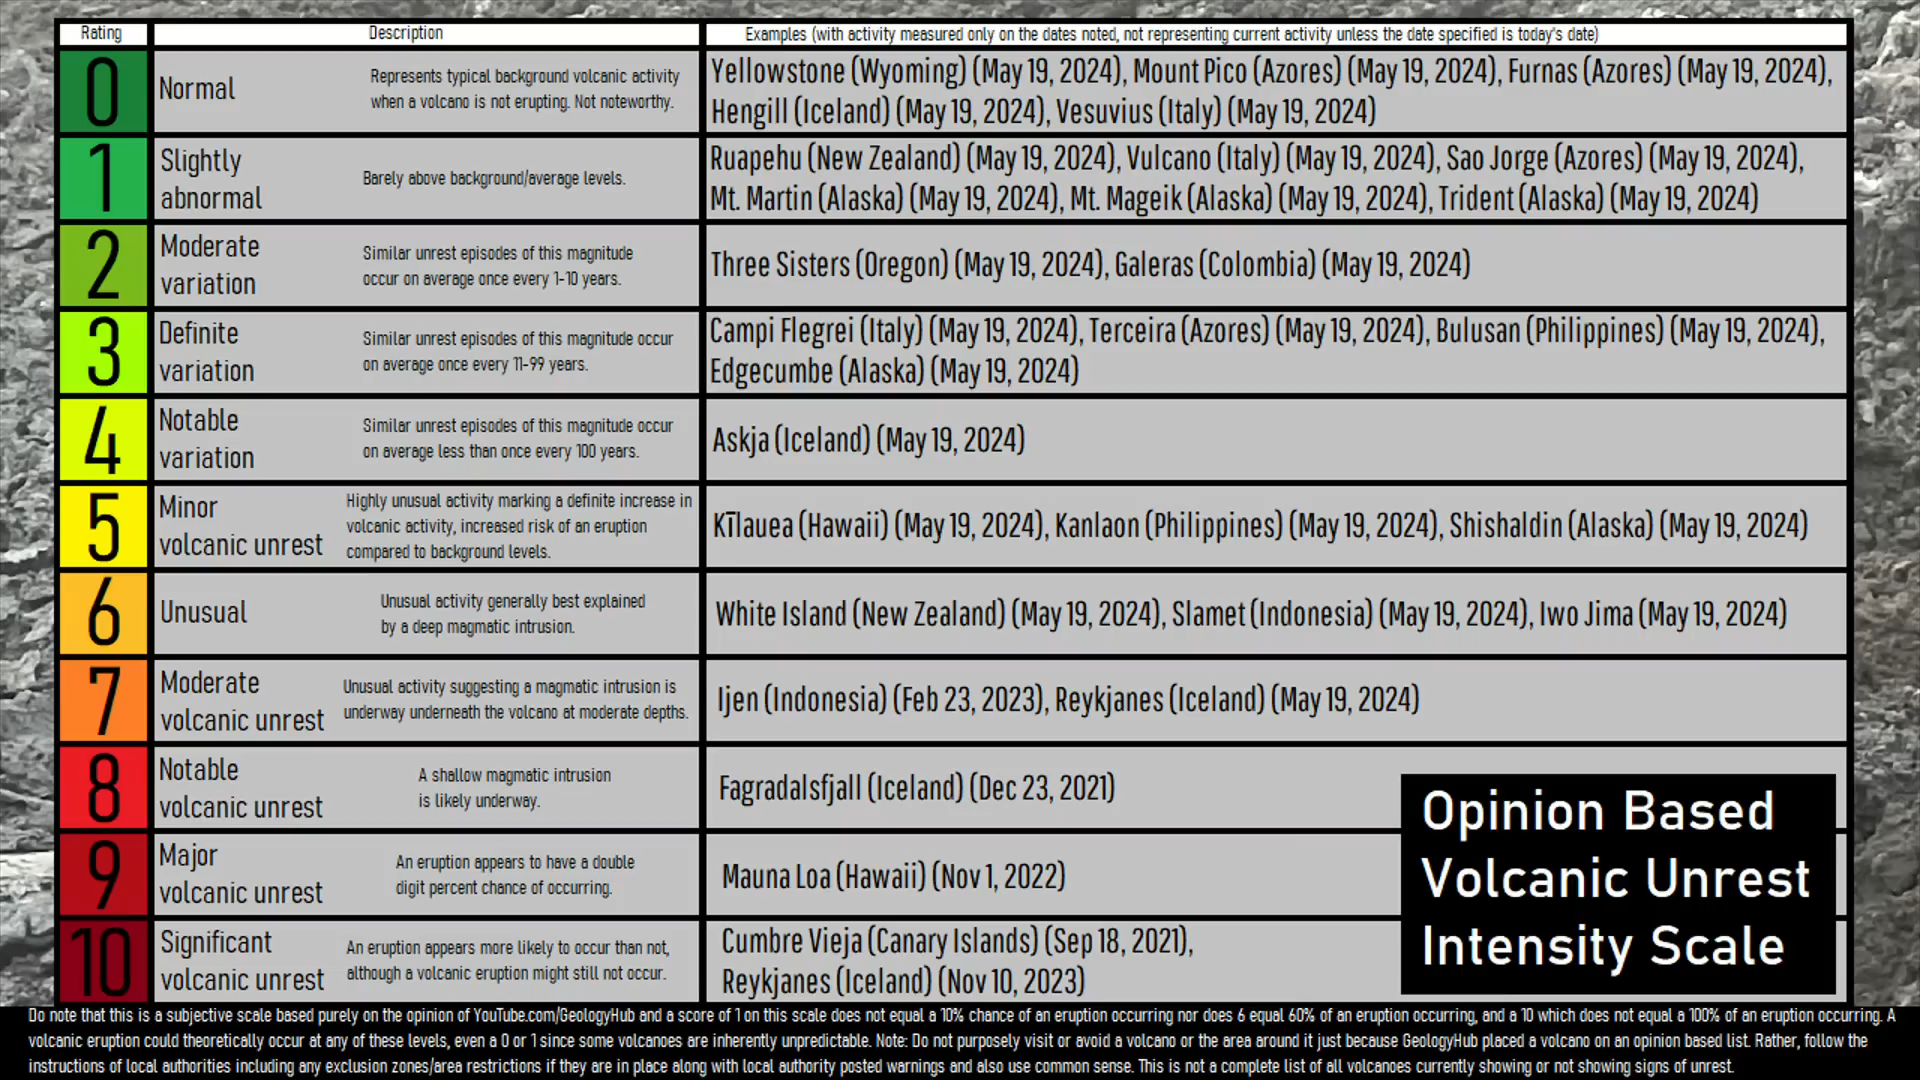 Rating Description Examples (with activity measured only on the dates noted, not representing current activity unless the date specified is today's date)
0 Normal
Represents typical background volcanic activity
when a volcano is not erupting. Not noteworthy.
Yellowstone (Wyoming) (May 19, 2024), Mount Pico (Azores) (May 19, 2024), Furnas (Azores) (May 19, 2024),
Hengill (Iceland) (May 19, 2024), Vesuvius (Italy) (May 19, 2024)
1
Slightly
abnormal
Barely above background/average levels.
Ruapehu (New Zealand) (May 19, 2024), Vulcano (Italy) (May 19, 2024), Sao Jorge (Azores) (May 19, 2024),
Mt. Martin (Alaska) (May 19, 2024), Mt. Mageik (Alaska) (May 19, 2024), Trident (Alaska) (May 19, 2024)
2
Moderate
variation
Similar unrest episodes of this magnitude
occur on average once every 1-10 years.
Three Sisters (Oregon) (May 19, 2024), Galeras (Colombia) (May 19, 2024)
3
Definite
variation
Similar unrest episodes of this magnitude occur
on average once every 11-99 years.
Campi Flegrei (Italy) (May 19, 2024), Terceira (Azores) (May 19, 2024), Bulusan (Philippines) (May 19, 2024),
Edgecumbe (Alaska) (May 19, 2024)
4
Notable
variation
Similar unrest episodes of this magnitude occur
on average less than once every 100 years.
Askja (Iceland) (May 19, 2024)
5
Minor
volcanic unrest
Highly unusual activity marking a definite increase in
volcanic activity, increased risk of an eruption
compared to background levels.
Kīlauea (Hawaii) (May 19, 2024), Kanlaon (Philippines) (May 19, 2024), Shishaldin (Alaska) (May 19, 2024)
6 Unusual
Unusual activity generally best explained
by a deep magmatic intrusion.
White Island (New Zealand) (May 19, 2024), Slamet (Indonesia) (May 19, 2024), Iwo Jima (May 19, 2024)
7
Moderate
volcanic unrest
Unusual activity suggesting a magmatic intrusion is
underway underneath the volcano at moderate depths.
Ijen (Indonesia) (Feb 23, 2023), Reykjanes (Iceland) (May 19, 2024)
8
Notable
volcanic unrest
A shallow magmatic intrusion
is likely underway.
Fagradalsfjall (Iceland) (Dec 23, 2021)
9
Major
volcanic unrest
An eruption appears to have a double
digit percent chance of occurring.
Mauna Loa (Hawaii) (Nov 1, 2022)
10
Significant
volcanic unrest
An eruption appears more likely to occur than not,
although a volcanic eruption might still not occur.
Cumbre Vieja (Canary Islands) (Sep 18, 2021),
Reykjanes (Iceland) (Nov 10, 2023)
Opinion Based
Volcanic Unrest
Intensity Scale
Do note that this is a subjective scale based purely on the opinion of YouTube.com/GeologyHub and a score of 1 on this scale does not equal a 10% chance of an eruption occurring nor does 6 equal 60% of an eruption occurring, and a 10 which does not equal a 100% of an eruption occurring. A
volcanic eruption could theoretically occur at any of these levels, even a 0 or 1 since some volcanoes are inherently unpredictable. Note: Do not purposely visit or avoid a volcano or the area around it just because GeologyHub placed a volcano on an opinion based list. Rather, follow the
instructions of local authorities including any exclusion zones/area restrictions if they are in place along with local authority posted warnings and also use common sense. This is not a complete list of all volcanoes currently showing or not showing signs of unrest.